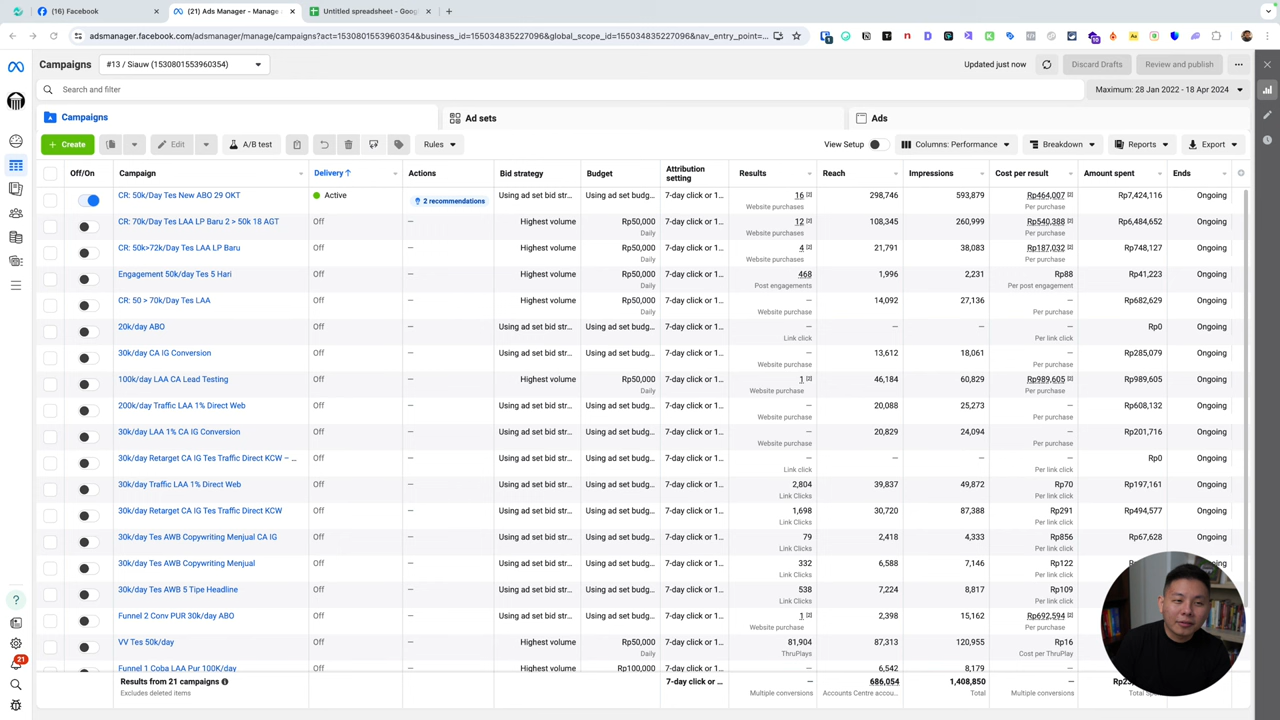 (16) Facebook
(21) Ads Manager - Manage
Untitled spreadsheet - Goog
adsmanager.facebook.com/adsmanager/manage/campaigns?act=1530801553960354&business_id=155034835227096&global_scope_id=155034835227096&nav_entry_point=...
Campaigns
#13 / Siauw (1530801553960354)
Updated just now
Discard Drafts
Review and publish
Search and filter
Maximum: 28 Jan 2022 - 18 Apr 2024
Campaigns
Ad sets
Ads
+ Create
Edit
A/B test
Rules
View Setup
Columns: Performance
Breakdown
Reports
Export
Off/On Campaign Delivery ↑ Actions Bid strategy Budget Attribution setting Results Reach Impressions Cost per result Amount spent Ends
CR: 50k/Day Tes New ABO 29 OKT Active 2 recommendations Using ad set bid str... Using ad set budg... 7-day click or 1... 16 [2] 298,746 593,879 Rp464,007 [2] Rp7,424,116 Ongoing
Website purchases Per purchase
CR: 70k/Day Tes LAA LP Baru 2 > 50k 18 AGT Off — Highest volume Rp50,000 7-day click or 1... 12 [2] 108,345 260,999 Rp540,388 [2] Rp6,484,652 Ongoing
Daily Website purchases Per purchase
CR: 50k>72k/Day Tes LAA LP Baru Off — Highest volume Rp50,000 7-day click or 1... 4 [2] 21,791 38,083 Rp187,032 [2] Rp748,127 Ongoing
Daily Website purchases Per purchase
Engagement 50k/day Tes 5 Hari Off — Highest volume Rp50,000 7-day click or 1... 468 1,996 2,231 Rp88 Rp41,223 Ongoing
Daily Post engagements Per post engagement
CR: 50 > 70k/Day Tes LAA Off — Highest volume Rp50,000 7-day click or 1... — 14,092 27,136 — Rp682,629 Ongoing
Daily Website purchase Per purchase
20k/day ABO Off — Using ad set bid str... Using ad set budg... 7-day click or 1... — — — — Rp0 Ongoing
Link click Per link click
30k/day CA IG Conversion Off — Using ad set bid str... Using ad set budg... 7-day click or 1... — 13,612 18,061 — Rp285,079 Ongoing
Website purchase Per purchase
100k/day LAA CA Lead Testing Off — Highest volume Rp50,000 7-day click or 1... 1 [2] 46,184 60,829 Rp989,605 [2] Rp989,605 Ongoing
Daily Website purchase Per purchase
200k/day Traffic LAA 1% Direct Web Off — Using ad set bid str... Using ad set budg... 7-day click or 1... — 20,088 25,273 — Rp608,132 Ongoing
Website purchase Per purchase
30k/day LAA 1% CA IG Conversion Off — Using ad set bid str... Using ad set budg... 7-day click or 1... — 20,829 24,094 — Rp201,716 Ongoing
Website purchase Per purchase
30k/day Retarget CA IG Tes Traffic Direct KCW – ... Off — Using ad set bid str... Using ad set budg... 7-day click or 1... — — — — Rp0 Ongoing
Link click Per link click
30k/day Traffic LAA 1% Direct Web Off — Using ad set bid str... Using ad set budg... 7-day click or 1... 2,804 39,837 49,872 Rp70 Rp197,161 Ongoing
Link Clicks Per link click
30k/day Retarget CA IG Tes Traffic Direct KCW Off — Using ad set bid str... Using ad set budg... 7-day click or 1... 1,698 30,720 87,388 Rp291 Rp494,577 Ongoing
Link Clicks Per link click
30k/day Tes AWB Copywriting Menjual CA IG Off — Using ad set bid str... Using ad set budg... 7-day click or 1... 79 2,418 4,333 Rp856 Rp67,628 Ongoing
Link Clicks Per link click
30k/day Tes AWB Copywriting Menjual Off — Using ad set bid str... Using ad set budg... 7-day click or 1... 332 6,588 7,146 Rp122
Link Clicks Per link click
30k/day Tes AWB 5 Tipe Headline Off — Using ad set bid str... Using ad set budg... 7-day click or 1... 538 7,224 8,817 Rp109
Link Clicks Per link click
Funnel 2 Conv PUR 30k/day ABO Off — Using ad set bid str... Using ad set budg... 7-day click or 1... 1 [2] 2,398 15,162 Rp692,594 [2]
Website purchase Per purchase
VV Tes 50k/day Off — Highest volume Rp50,000 7-day click or 1... 81,904 87,313 120,955 Rp16
Daily ThruPlays Cost per ThruPlay
Funnel 1 Coba LAA Pur 100K/day Off — Highest volume Rp100,000 7-day click or 1... — 6,542 8,179 —
Results from 21 campaigns 7-day click or ... — 686,054 1,408,850 —
Excludes deleted items Multiple conversions Accounts Centre accou... Total Multiple conversions
21